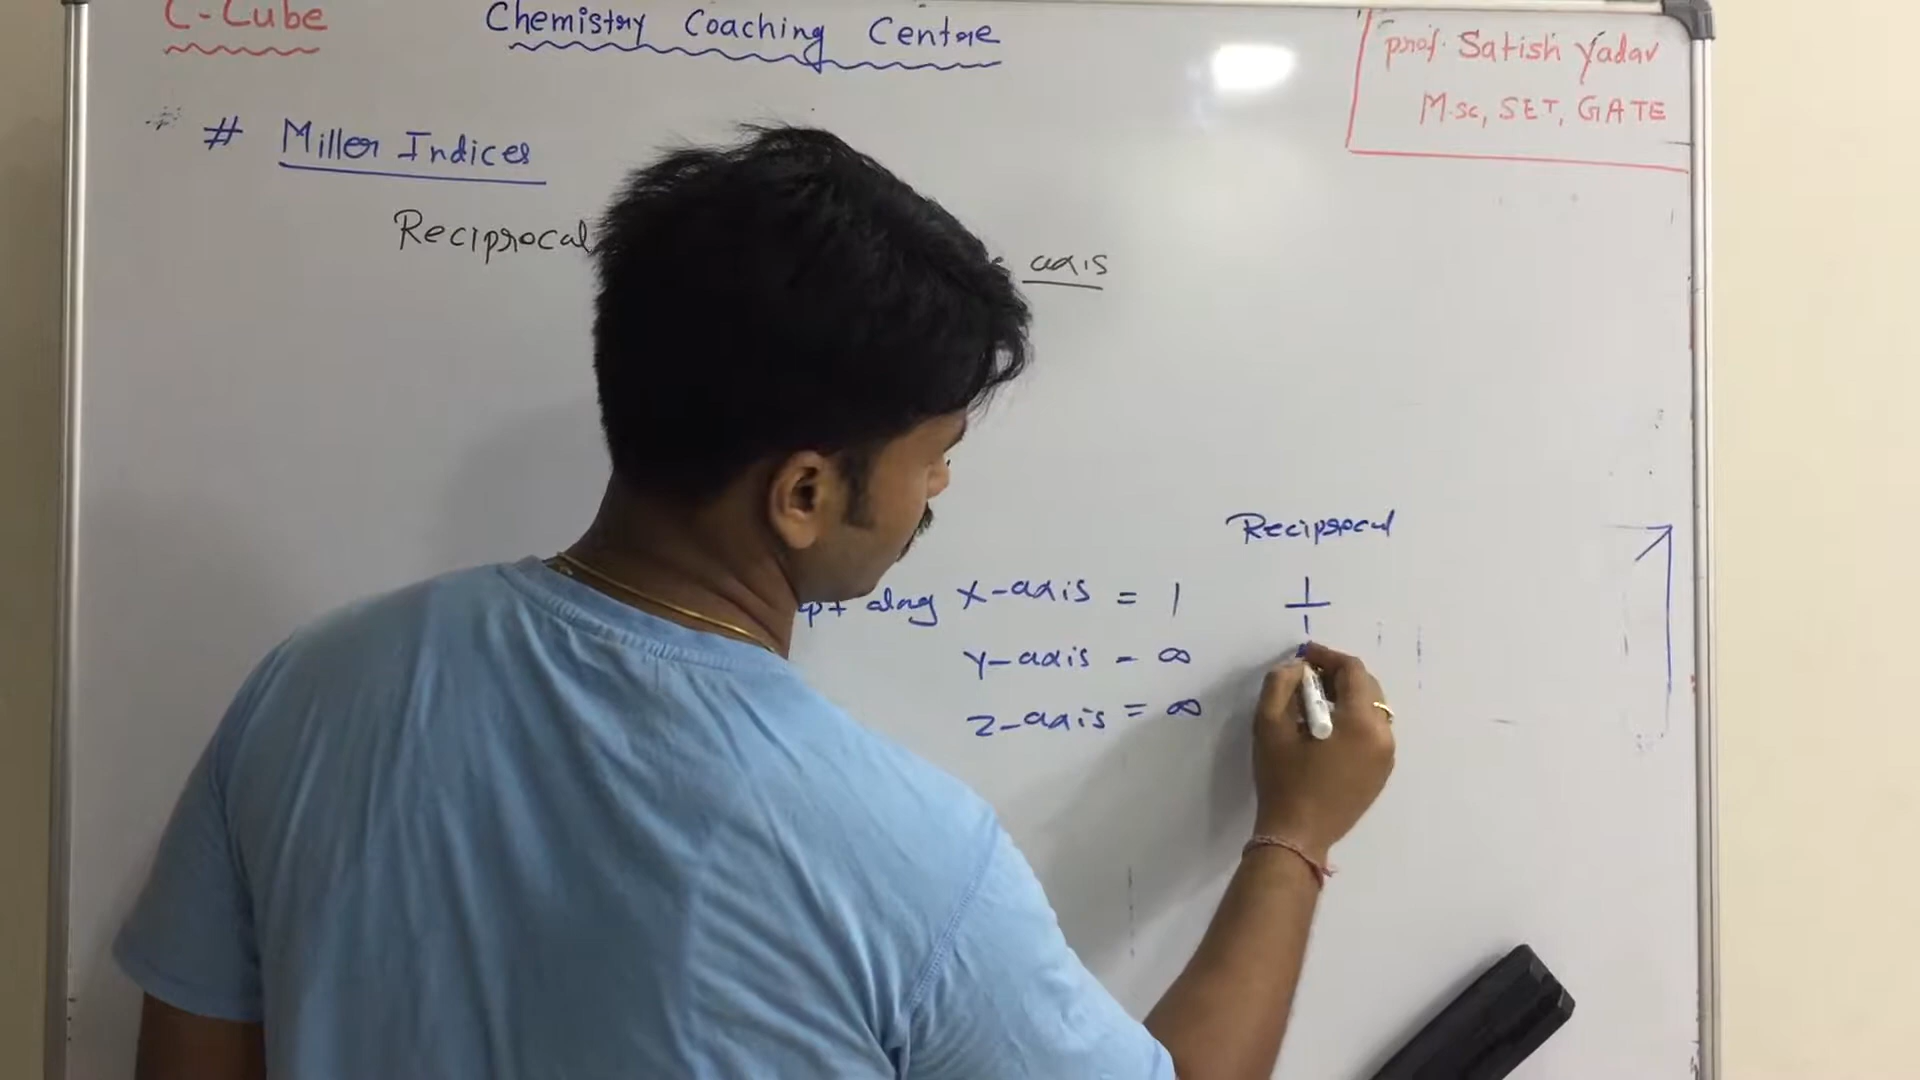 C-Cube Chemistry Coaching Centre
prof. Satish Yadav
M.sc, SET, GATE
# Miller Indices
Reciprocal axis
Reciprocal
along X-axis = 1 1/1
Y-axis = ∞
Z-axis = ∞